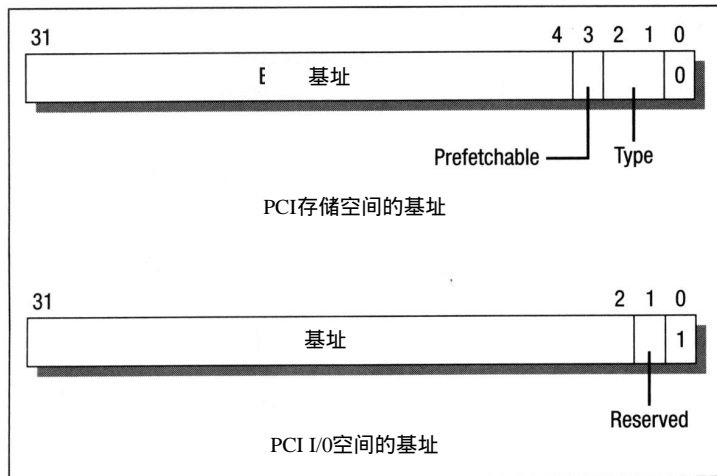 31 4 3 2 1 0
基址 0
Prefetchable Type
PCI存储空间的基址
31 2 1 0
基址 1
Reserved
PCI I/0空间的基址